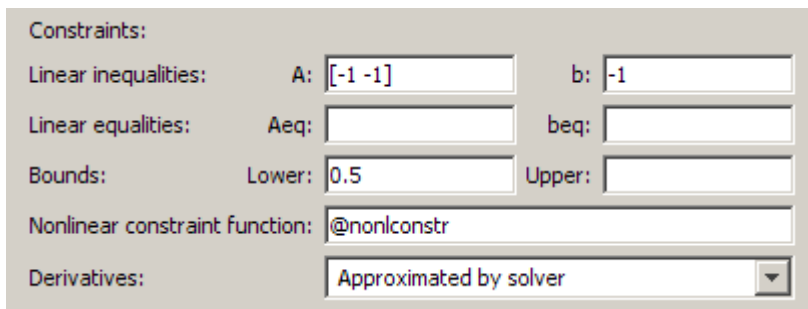 Constraints:
Linear inequalities: A: [-1 -1] b: -1
Linear equalities: Aeq: beq:
Bounds: Lower: 0.5 Upper:
Nonlinear constraint function: @nonlconstr
Derivatives: Approximated by solver